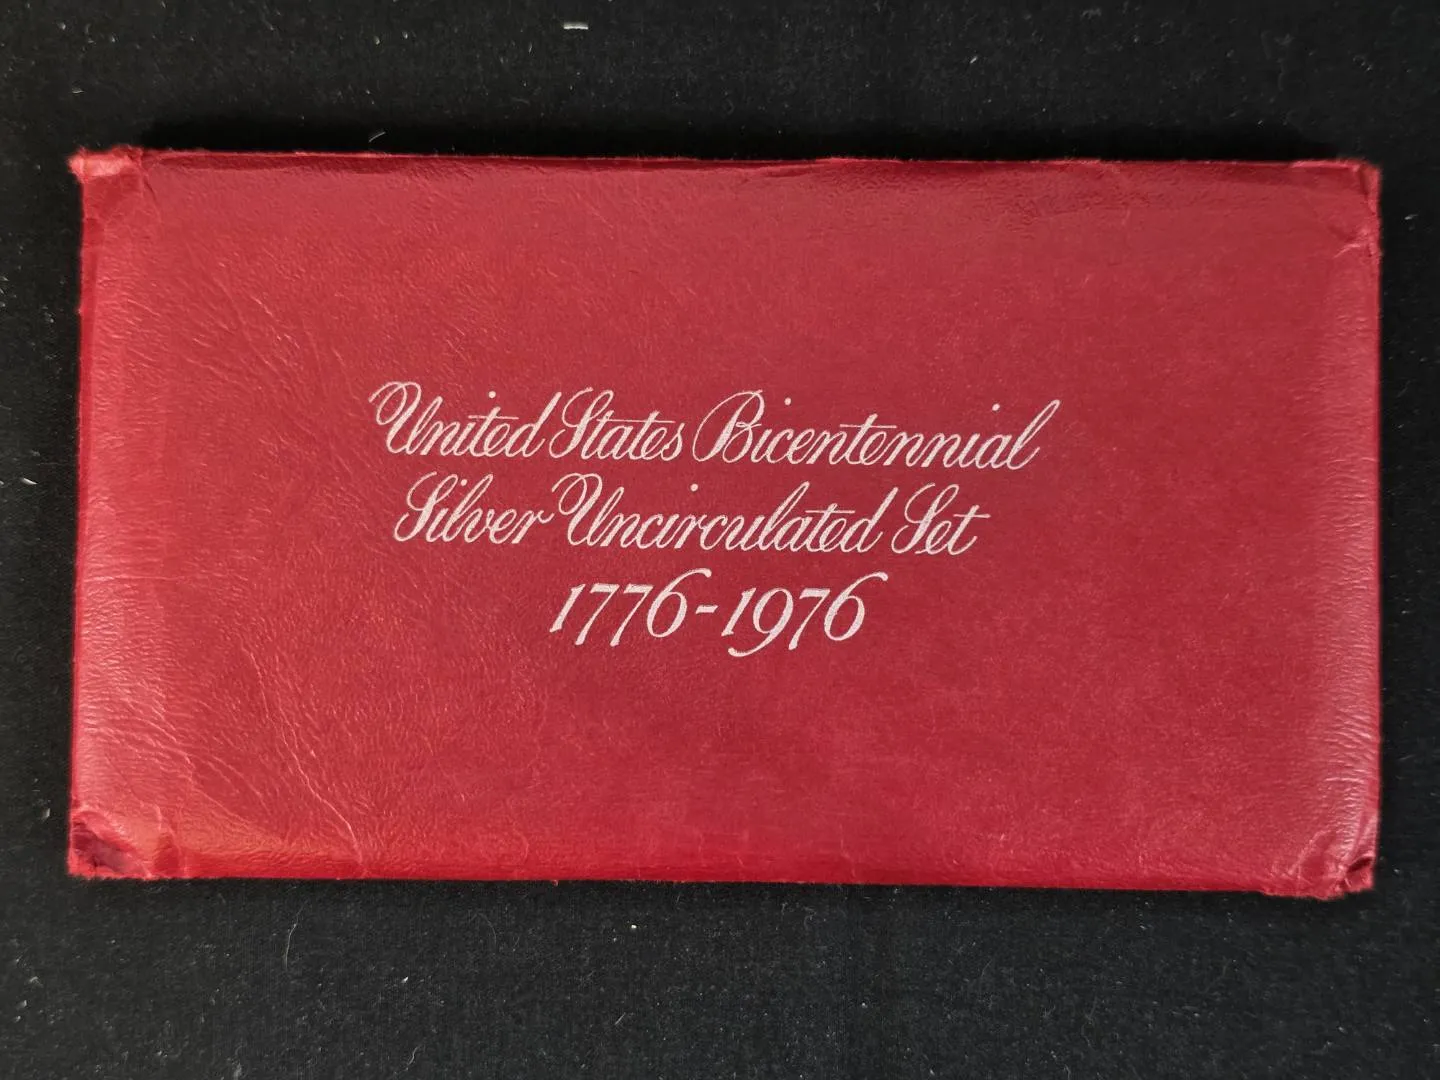 United States Bicentennial
Silver Uncirculated Set
1776-1976